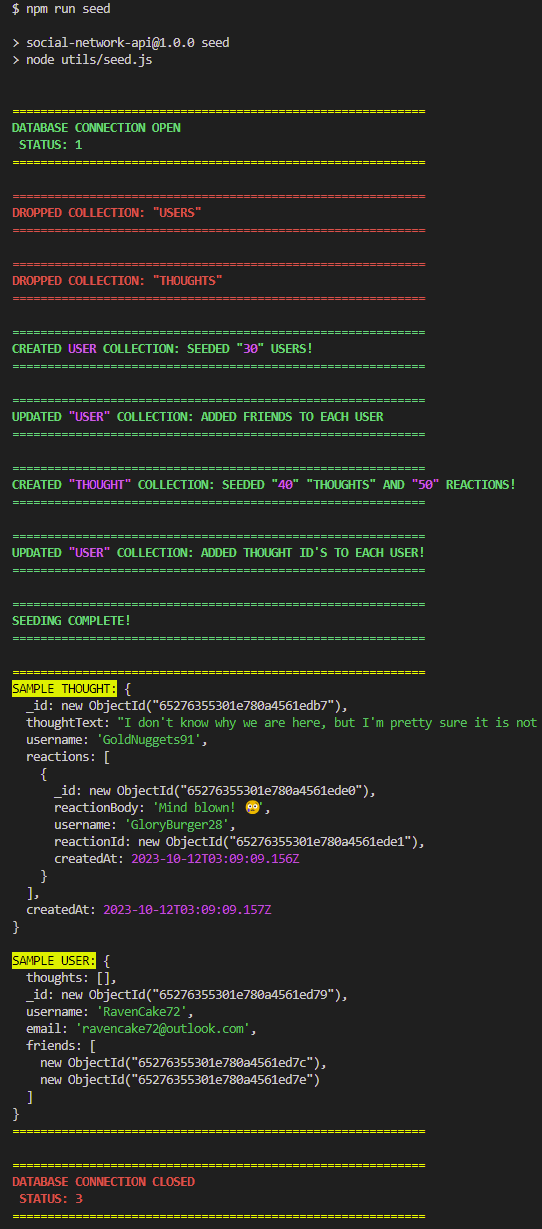 $ npm run seed
> social-network-api@1.0.0 seed
> node utils/seed.js
===========================================================
DATABASE CONNECTION OPEN
STATUS: 1
===========================================================
===========================================================
DROPPED COLLECTION: "USERS"
===========================================================
===========================================================
DROPPED COLLECTION: "THOUGHTS"
===========================================================
===========================================================
CREATED USER COLLECTION: SEEDED "30" USERS!
===========================================================
===========================================================
UPDATED "USER" COLLECTION: ADDED FRIENDS TO EACH USER
===========================================================
===========================================================
CREATED "THOUGHT" COLLECTION: SEEDED "40" "THOUGHTS" AND "50" REACTIONS!
===========================================================
===========================================================
UPDATED "USER" COLLECTION: ADDED THOUGHT ID'S TO EACH USER!
===========================================================
===========================================================
SEEDING COMPLETE!
===========================================================
===========================================================
SAMPLE THOUGHT: {
_id: new ObjectId("65276355301e780a4561edb7"),
thoughtText: "I don't know why we are here, but I'm pretty sure it is not
username: 'GoldNuggets91',
reactions: [
{
_id: new ObjectId("65276355301e780a4561ede0"),
reactionBody: 'Mind blown! 🤯',
username: 'GloryBurger28',
reactionId: new ObjectId("65276355301e780a4561ede1"),
createdAt: 2023-10-12T03:09:09.156Z
}
],
createdAt: 2023-10-12T03:09:09.157Z
}
SAMPLE USER: {
thoughts: [],
_id: new ObjectId("65276355301e780a4561ed79"),
username: 'RavenCake72',
email: 'ravencake72@outlook.com',
friends: [
new ObjectId("65276355301e780a4561ed7c"),
new ObjectId("65276355301e780a4561ed7e")
]
}
===========================================================
===========================================================
DATABASE CONNECTION CLOSED
STATUS: 3
===========================================================